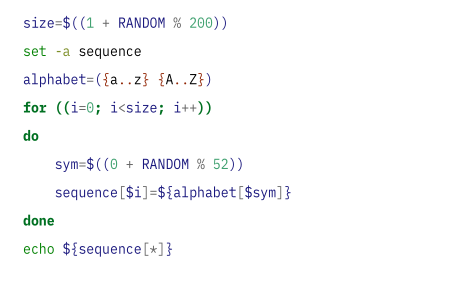 size=$((1 + RANDOM % 200))
set -a sequence
alphabet=({a..z} {A..Z})
for ((i=0; i<size; i++))
do
    sym=$((0 + RANDOM % 52))
    sequence[$i]=${alphabet[$sym]}
done
echo ${sequence[*]}